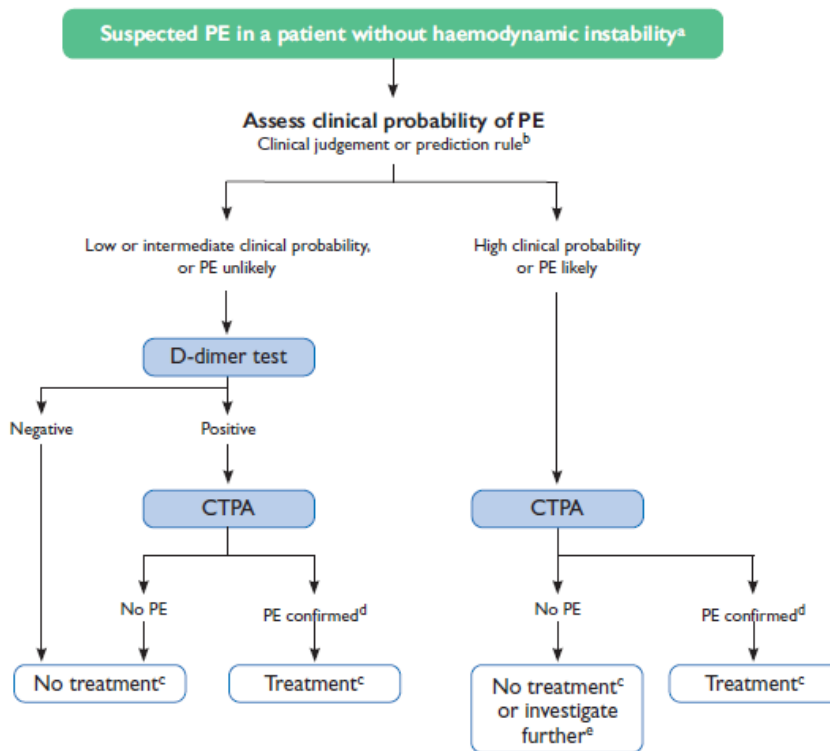 Suspected PE in a patient without haemodynamic instabilityᵃ
Assess clinical probability of PE
Clinical judgement or prediction ruleᵇ
Low or intermediate clinical probability,
or PE unlikely
High clinical probability
or PE likely
D-dimer test
Negative
Positive
CTPA
CTPA
No PE
PE confirmedᵈ
No PE
PE confirmedᵈ
No treatmentᶜ
Treatmentᶜ
No treatmentᶜ
or investigate
furtherᵉ
Treatmentᶜ